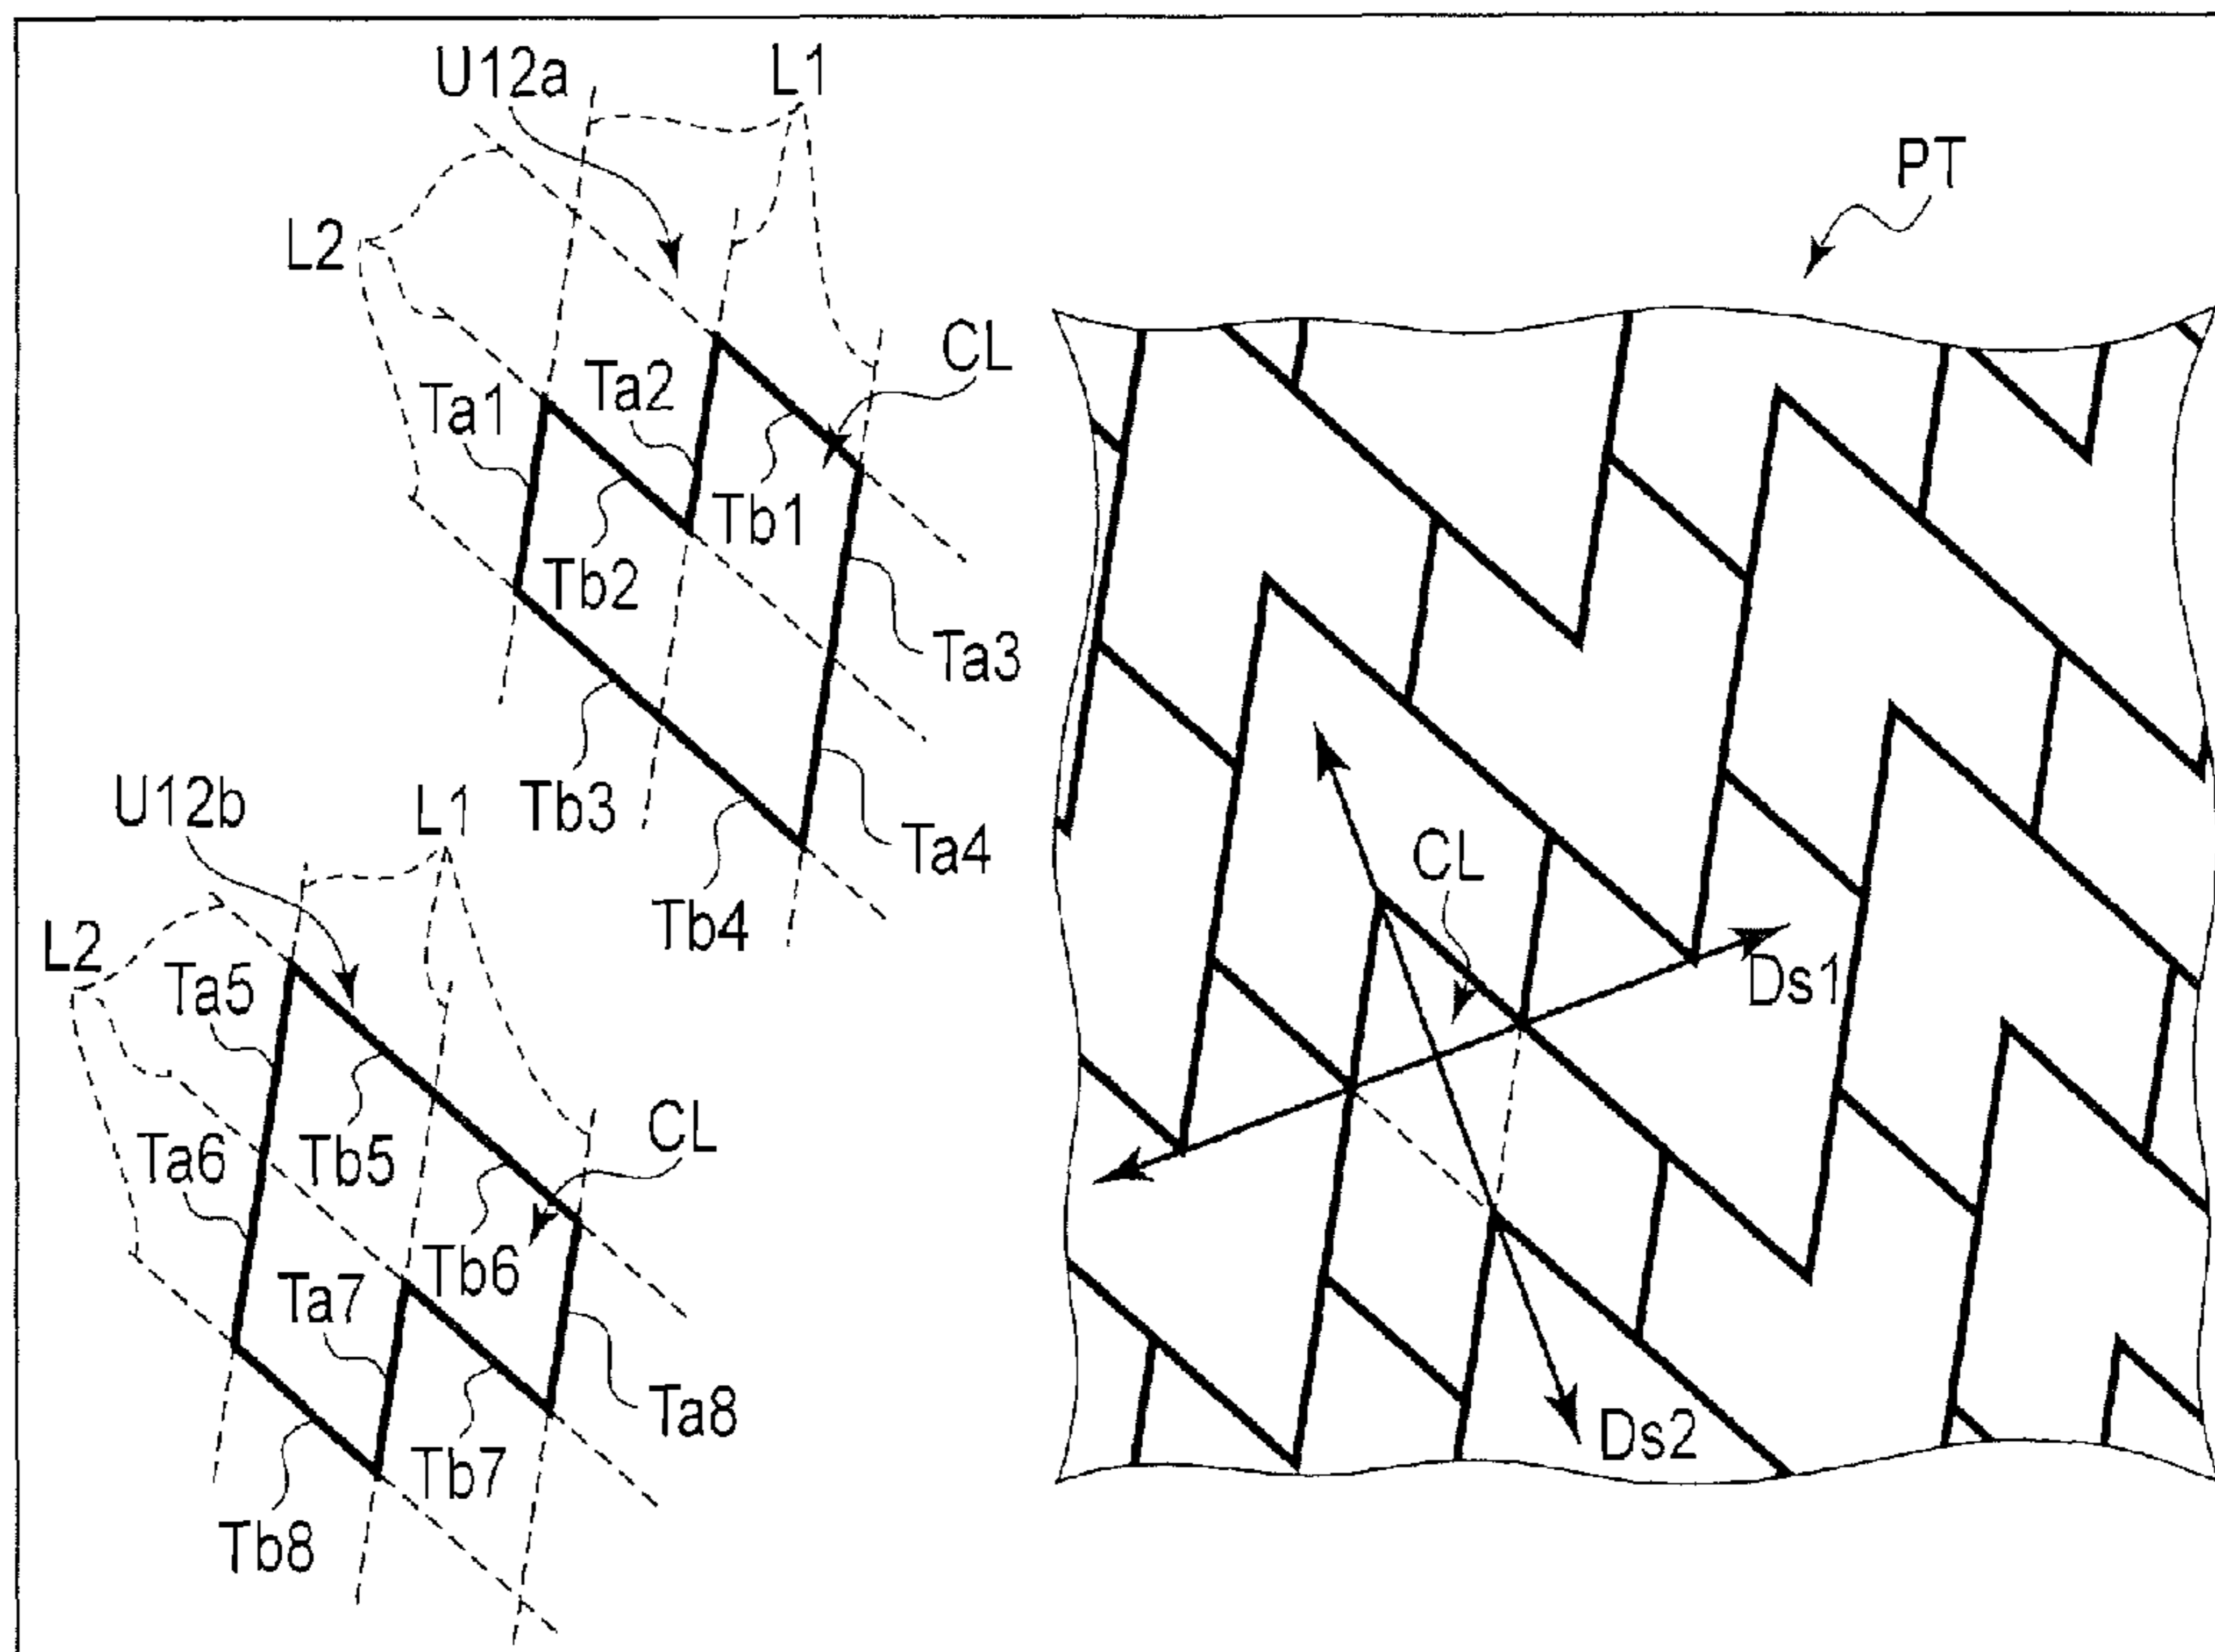 U12a
L1
PT
L2
CL
Ta2
Ta1
Tb1
Tb2
Ta3
Tb3
U12b
L1
Ta4
CL
L2
Tb4
Ta5
Ds1
Ta6
Tb5
CL
Tb6
Ta7
Ta8
Ds2
Tb7
Tb8